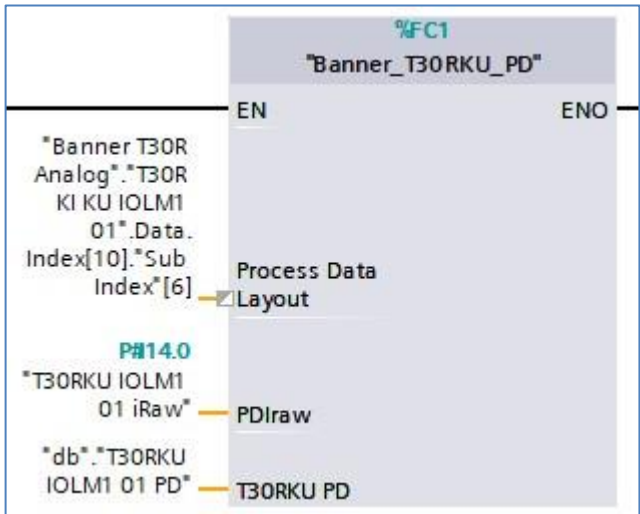 %FC1
"Banner_T30RKU_PD"
EN
ENO
"Banner T30R
Analog"."T30R
KI KU IOLM1
01".Data.
Index[10]."Sub
Index"[6]
Process Data
Layout
P#I14.0
"T30RKU IOLM1
01 iRaw"
PDIraw
"db"."T30RKU
IOLM1 01 PD"
T30RKU PD